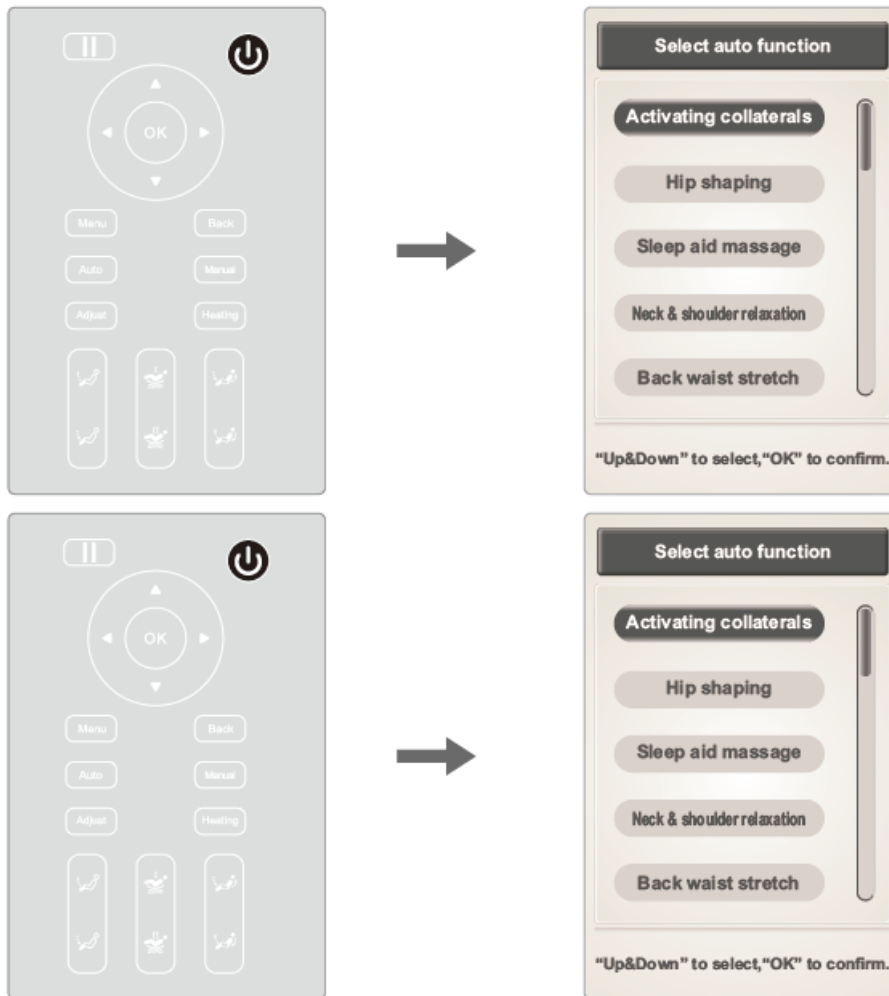 Select auto function
OK
Activating collaterals
Hip shaping
Menu
Back
Sleep aid massage
Auto
Manual
Adjust
Heating
Neck & shoulder relaxation
Back waist stretch
“Up&Down” to select,“OK” to confirm.
Select auto function
OK
Activating collaterals
Hip shaping
Menu
Back
Sleep aid massage
Auto
Manual
Adjust
Heating
Neck & shoulder relaxation
Back waist stretch
“Up&Down” to select,“OK” to confirm.